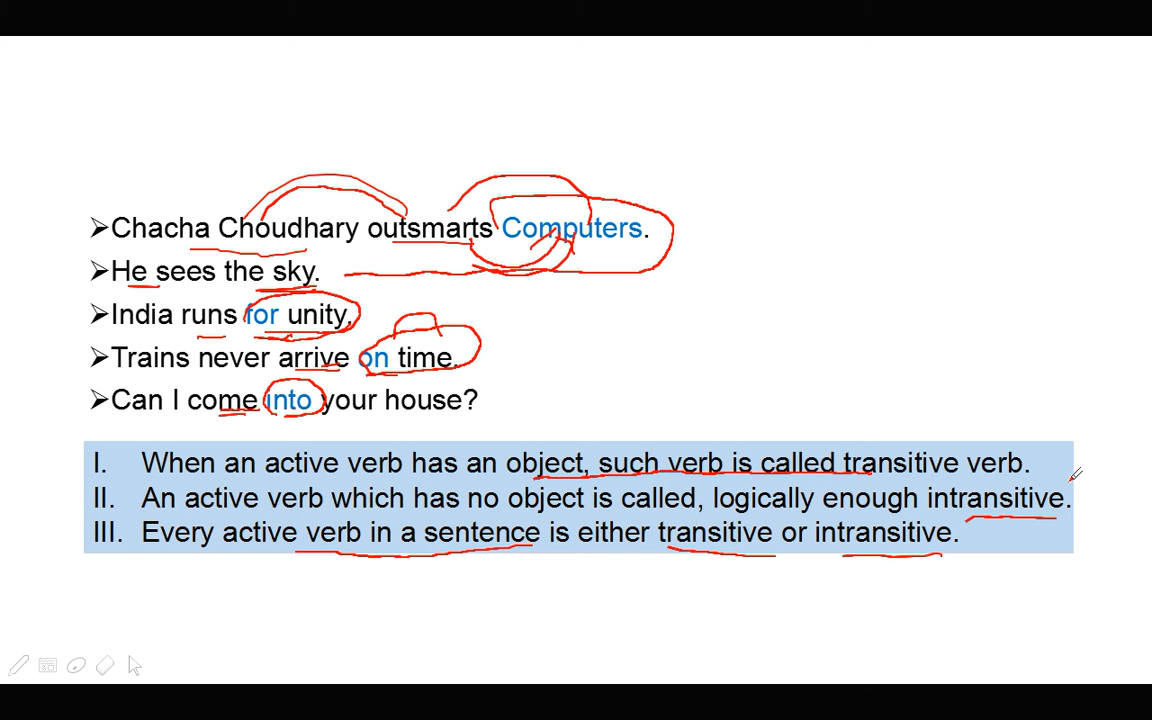 ➢Chacha Choudhary outsmarts Computers.
➢He sees the sky.
➢India runs for unity.
➢Trains never arrive on time.
➢Can I come into your house?
I. When an active verb has an object, such verb is called transitive verb.
II. An active verb which has no object is called, logically enough intransitive.
III. Every active verb in a sentence is either transitive or intransitive.